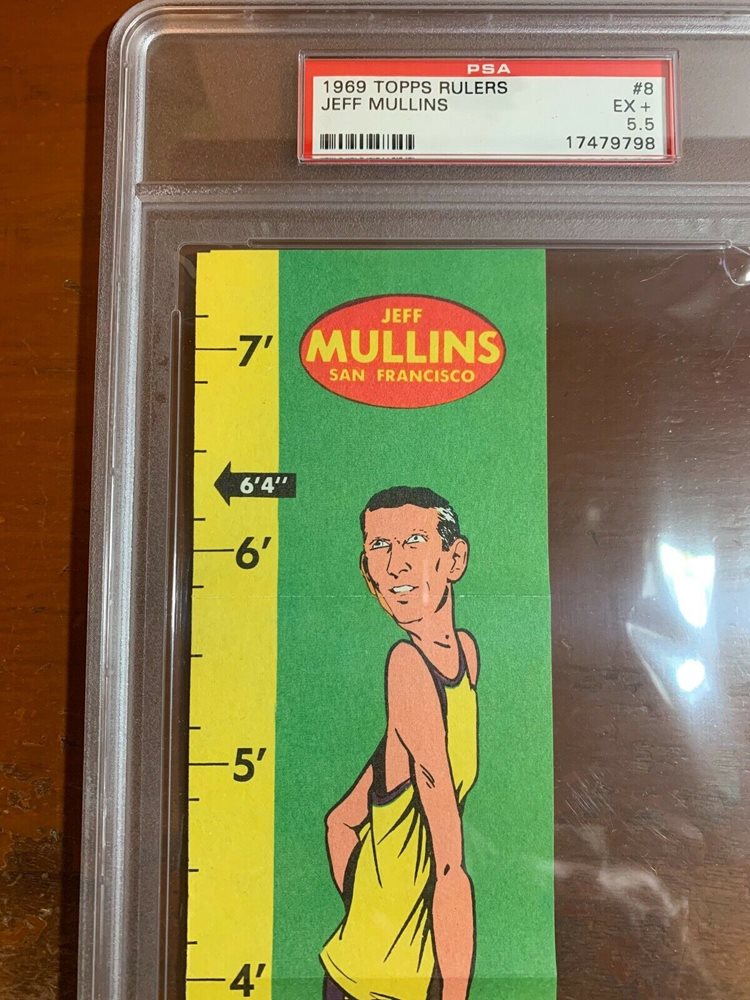 PSA
1969 TOPPS RULERS #8
JEFF MULLINS EX +
5.5
17479798
JEFF
MULLINS
SAN FRANCISCO
7'
6'4"
6'
5'
4'